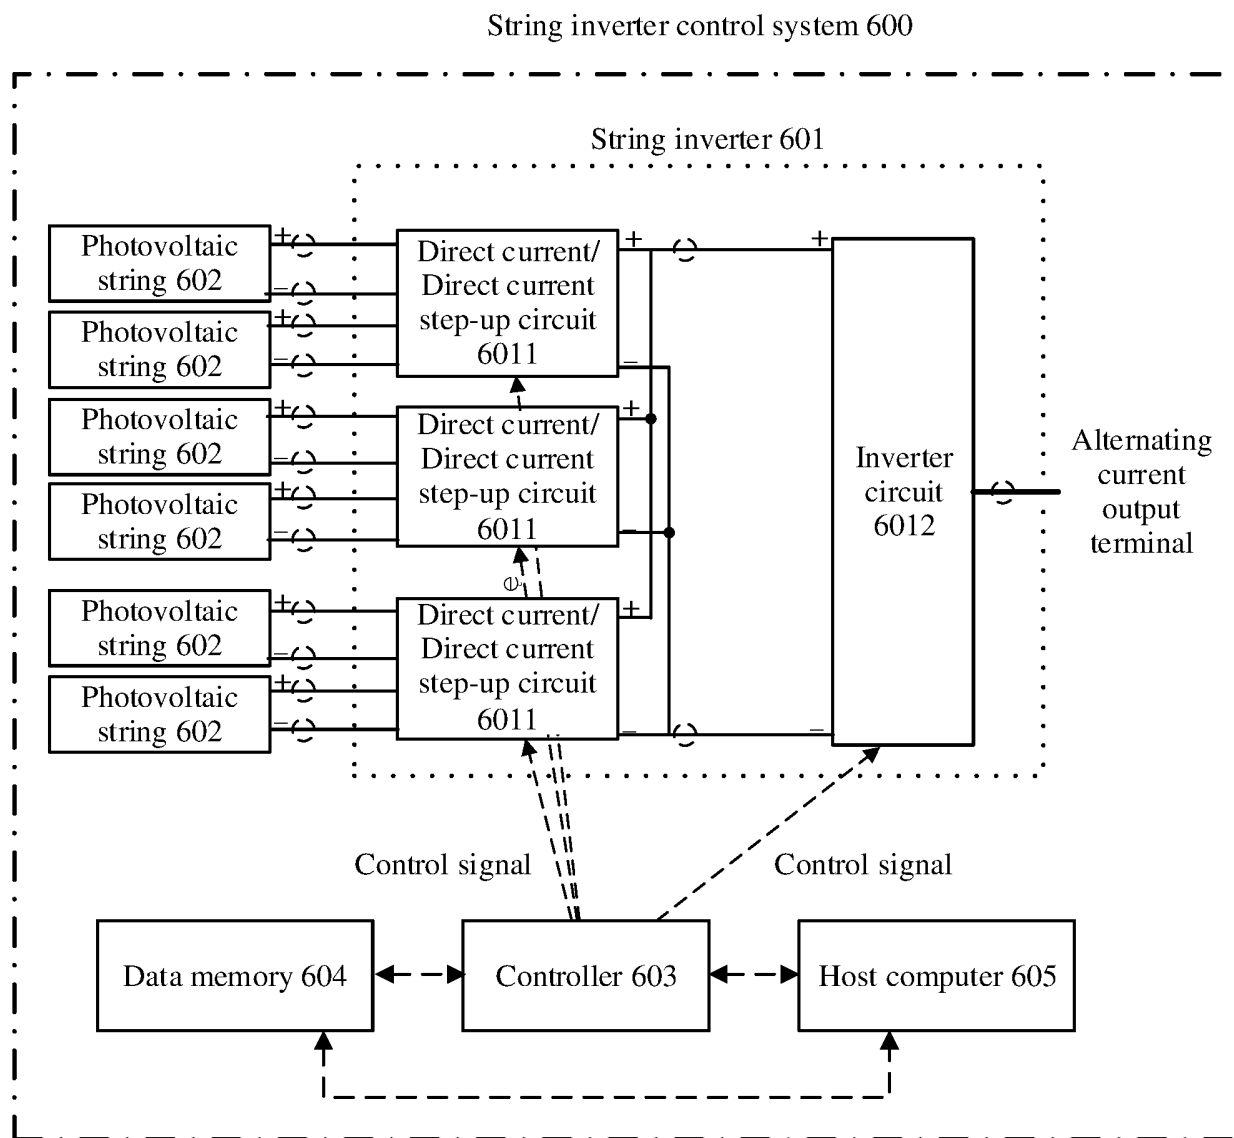 String inverter control system 600
String inverter 601
Photovoltaic
string 602
Photovoltaic
string 602
Photovoltaic
string 602
Photovoltaic
string 602
Photovoltaic
string 602
Photovoltaic
string 602
+
−
+
−
+
−
+
−
+
−
+
−
Direct current/
Direct current
step-up circuit
6011
Direct current/
Direct current
step-up circuit
6011
Direct current/
Direct current
step-up circuit
6011
+
−
+
−
+
−
e
+
−
Inverter
circuit
6012
Alternating
current
output
terminal
Control signal
Control signal
Data memory 604
Controller 603
Host computer 605